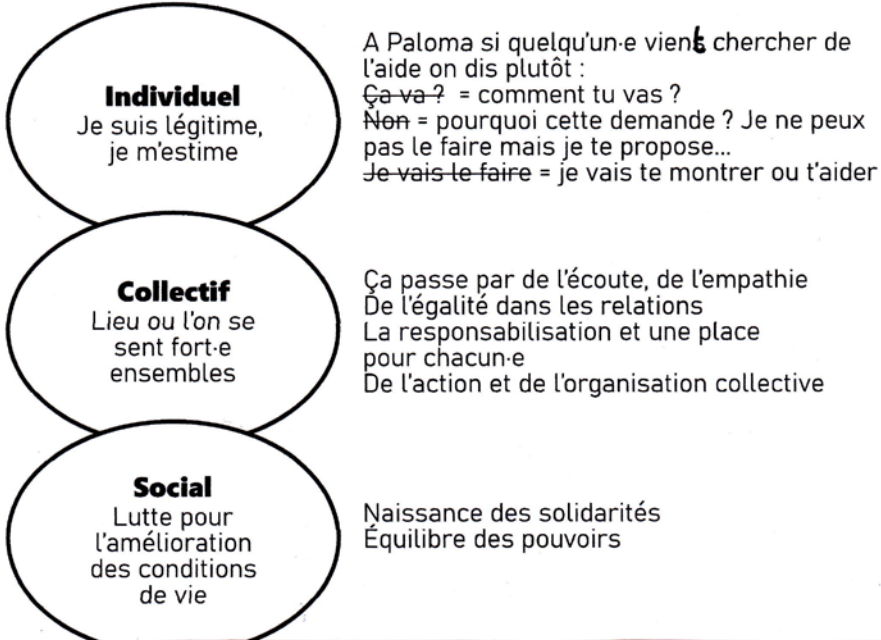 Individuel
Je suis légitime,
je m'estime
A Paloma si quelqu'un·e vient chercher de
l'aide on dis plutôt :
Ça va ? = comment tu vas ?
Non = pourquoi cette demande ? Je ne peux
pas le faire mais je te propose...
Je vais le faire = je vais te montrer ou t'aider
Collectif
Lieu ou l'on se
sent fort·e
ensembles
Ça passe par de l'écoute, de l'empathie
De l'égalité dans les relations
La responsabilisation et une place
pour chacun·e
De l'action et de l'organisation collective
Social
Lutte pour
l'amélioration
des conditions
de vie
Naissance des solidarités
Équilibre des pouvoirs